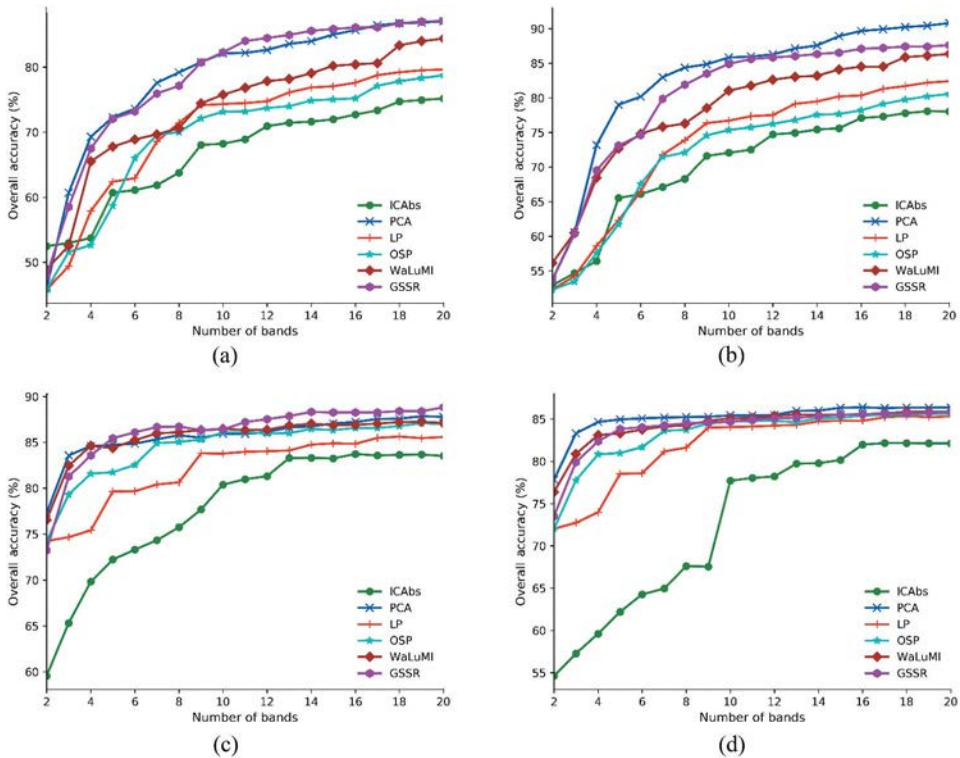 Overall accuracy (%)
80
70
60
50
ICAbs
PCA
LP
OSP
WaLuMI
GSSR
2 4 6 8 10 12 14 16 18 20
Number of bands
(a)
Overall accuracy (%)
90
85
80
75
70
65
60
55
ICAbs
PCA
LP
OSP
WaLuMI
GSSR
2 4 6 8 10 12 14 16 18 20
Number of bands
(b)
Overall accuracy (%)
90
85
80
75
70
65
60
ICAbs
PCA
LP
OSP
WaLuMI
GSSR
2 4 6 8 10 12 14 16 18 20
Number of bands
(c)
Overall accuracy (%)
85
80
75
70
65
60
55
ICAbs
PCA
LP
OSP
WaLuMI
GSSR
2 4 6 8 10 12 14 16 18 20
Number of bands
(d)